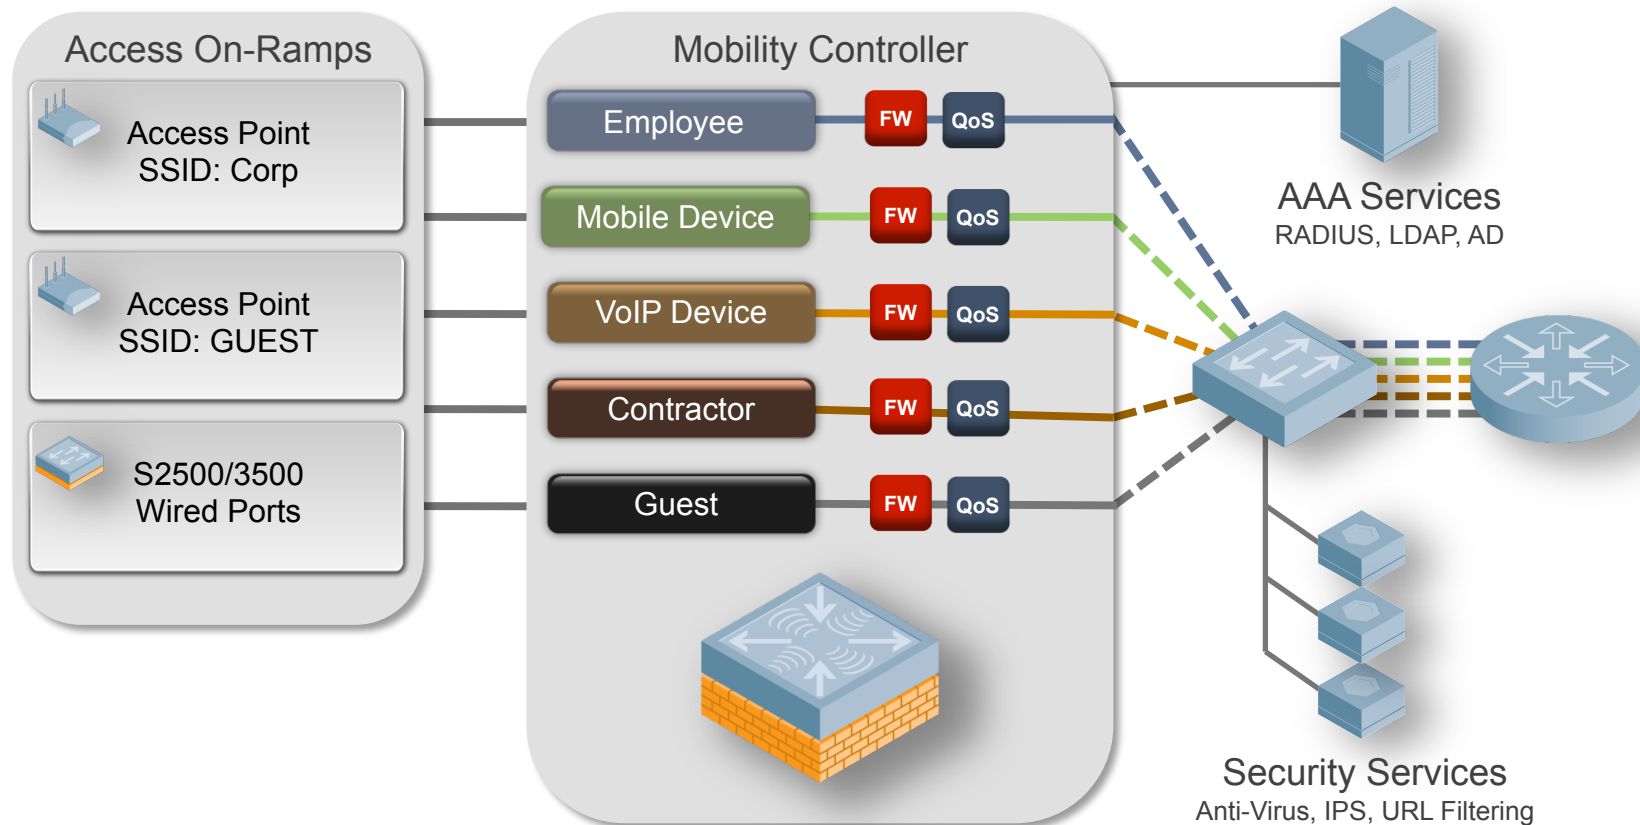 Access On-Ramps
Access Point
SSID: Corp
Access Point
SSID: GUEST
S2500/3500
Wired Ports
Mobility Controller
Employee
FW
QoS
Mobile Device
FW
QoS
VoIP Device
FW
QoS
Contractor
FW
QoS
Guest
FW
QoS
AAA Services
RADIUS, LDAP, AD
Security Services
Anti-Virus, IPS, URL Filtering